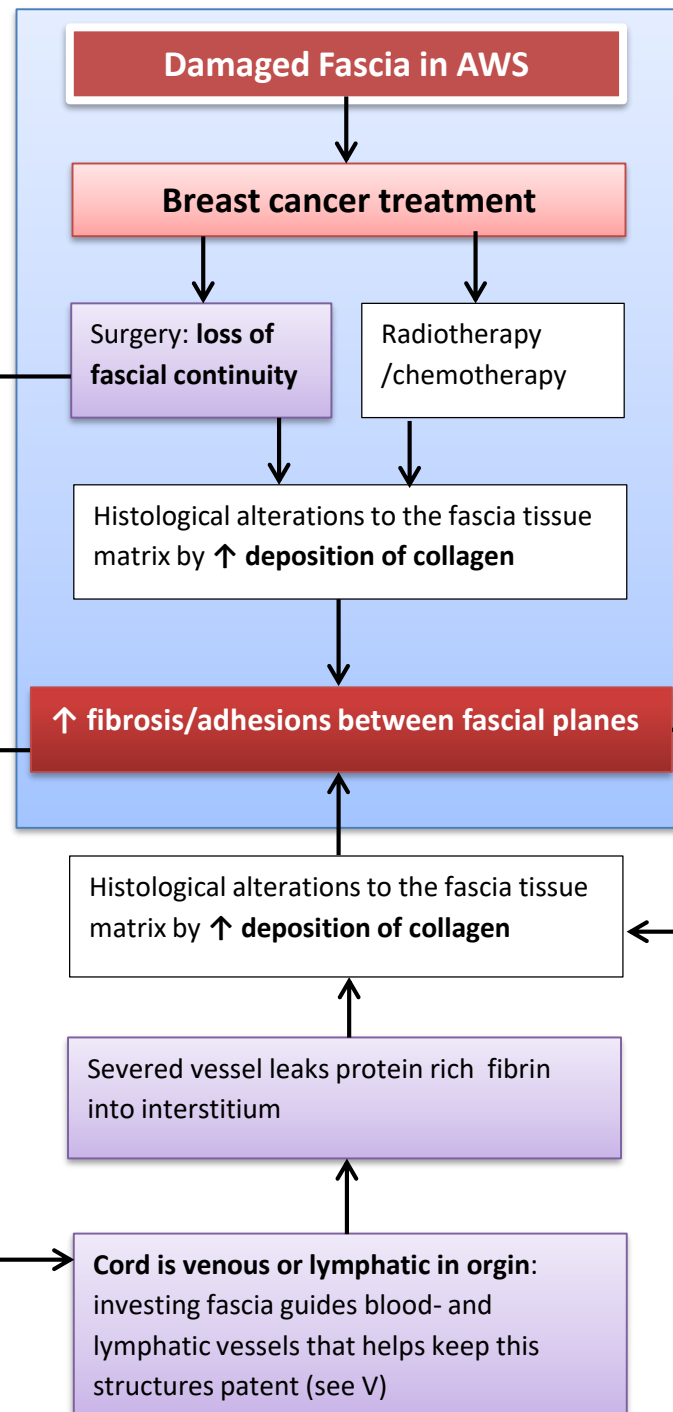 Damaged Fascia in AWS
Breast cancer treatment
Surgery: loss of
fascial continuity
Radiotherapy
/chemotherapy
Histological alterations to the fascia tissue
matrix by ↑ deposition of collagen
↑ fibrosis/adhesions between fascial planes
Histological alterations to the fascia tissue
matrix by ↑ deposition of collagen
Severed vessel leaks protein rich fibrin
into interstitium
Cord is venous or lymphatic in orgin:
investing fascia guides blood- and
lymphatic vessels that helps keep this
structures patent (see V)